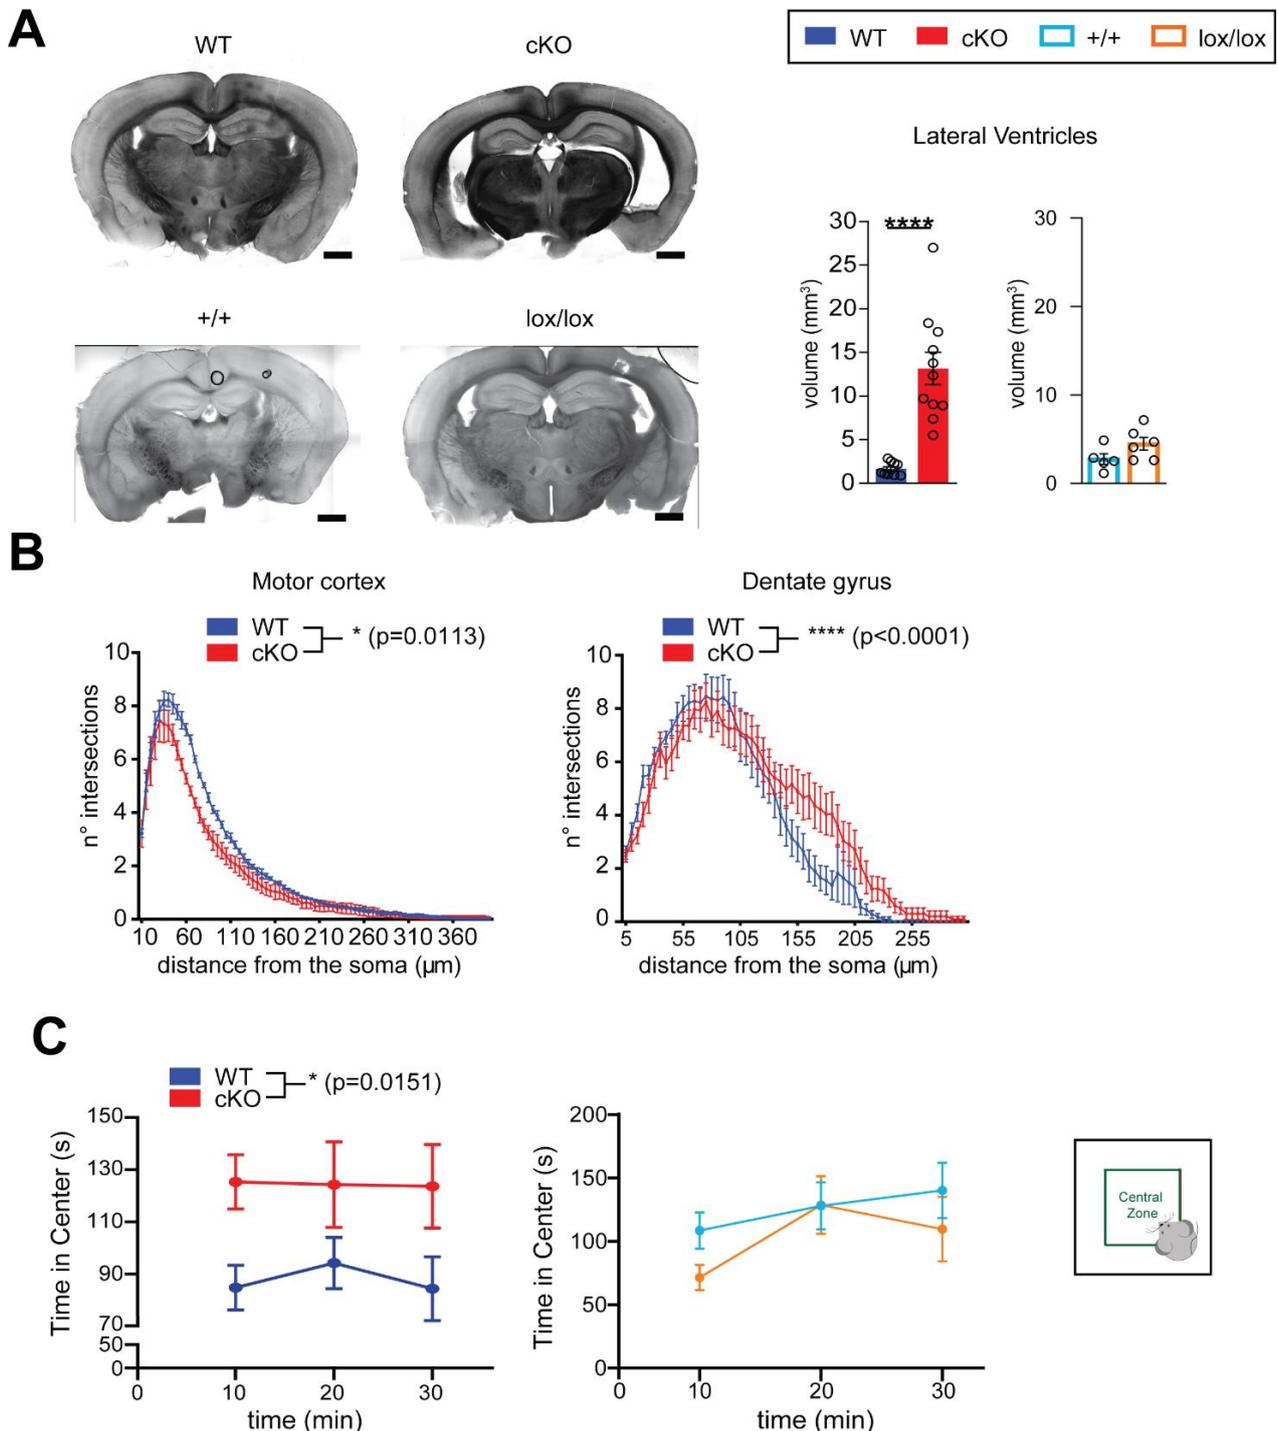 A
WT
cKO
WT cKO +/+ lox/lox
Lateral Ventricles
+/+
lox/lox
volume (mm³)
30
25
20
15
10
5
0
****
volume (mm³)
30
20
10
0
B
Motor cortex
WT
cKO
* (p=0.0113)
n° intersections
10
8
6
4
2
0
10 60 110 160 210 260 310 360
distance from the soma (µm)
Dentate gyrus
WT
cKO
**** (p<0.0001)
n° intersections
10
8
6
4
2
0
5 55 105 155 205 255
distance from the soma (µm)
C
WT
cKO
* (p=0.0151)
Time in Center (s)
150
130
110
90
70
50
0
0 10 20 30
time (min)
Time in Center (s)
200
150
100
50
0
0 10 20 30
time (min)
Central
Zone